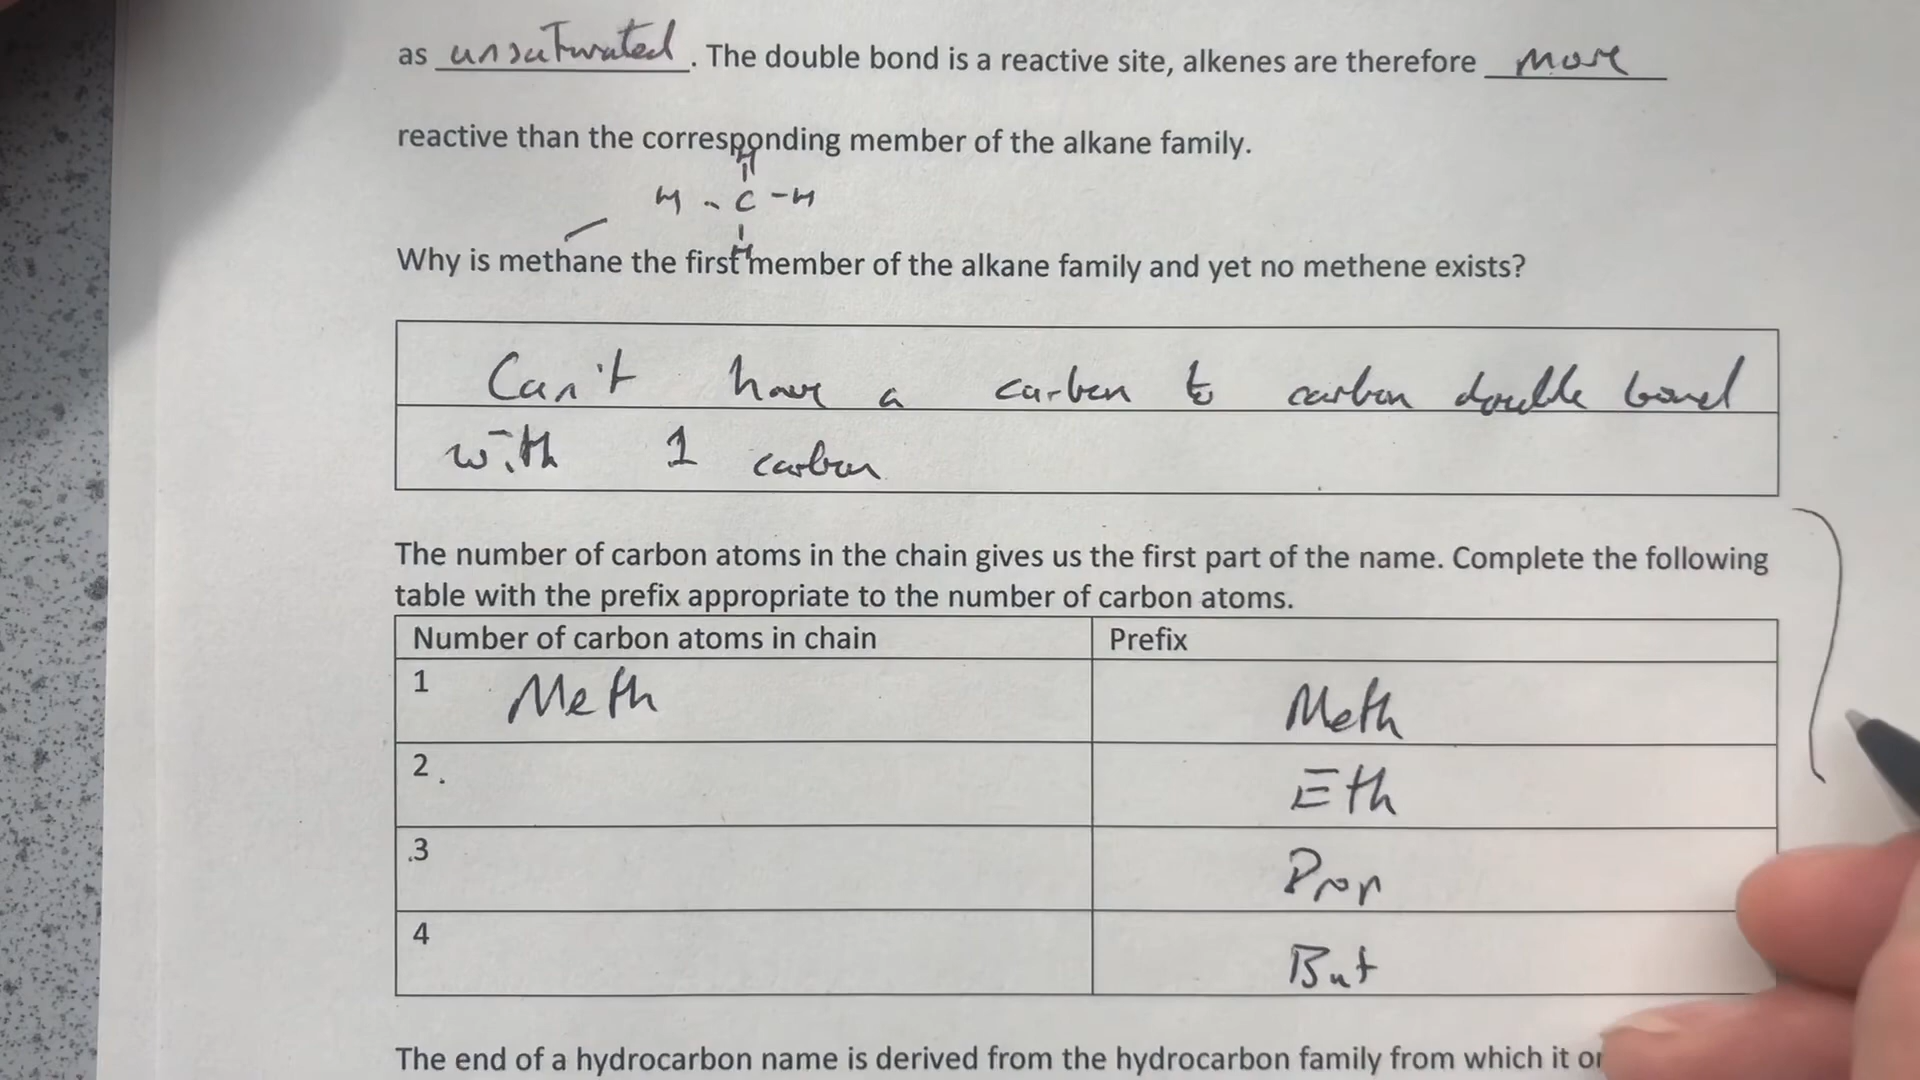 as unsaturated. The double bond is a reactive site, alkenes are therefore more
reactive than the corresponding member of the alkane family.
H
H - C - H
H
Why is methane the first member of the alkane family and yet no methene exists?
Can't have a carbon to carbon double bond
with 1 carbon
The number of carbon atoms in the chain gives us the first part of the name. Complete the following
table with the prefix appropriate to the number of carbon atoms.
Number of carbon atoms in chain Prefix
1 Meth Meth
2 Eth
3 Prop
4 But
The end of a hydrocarbon name is derived from the hydrocarbon family from which it